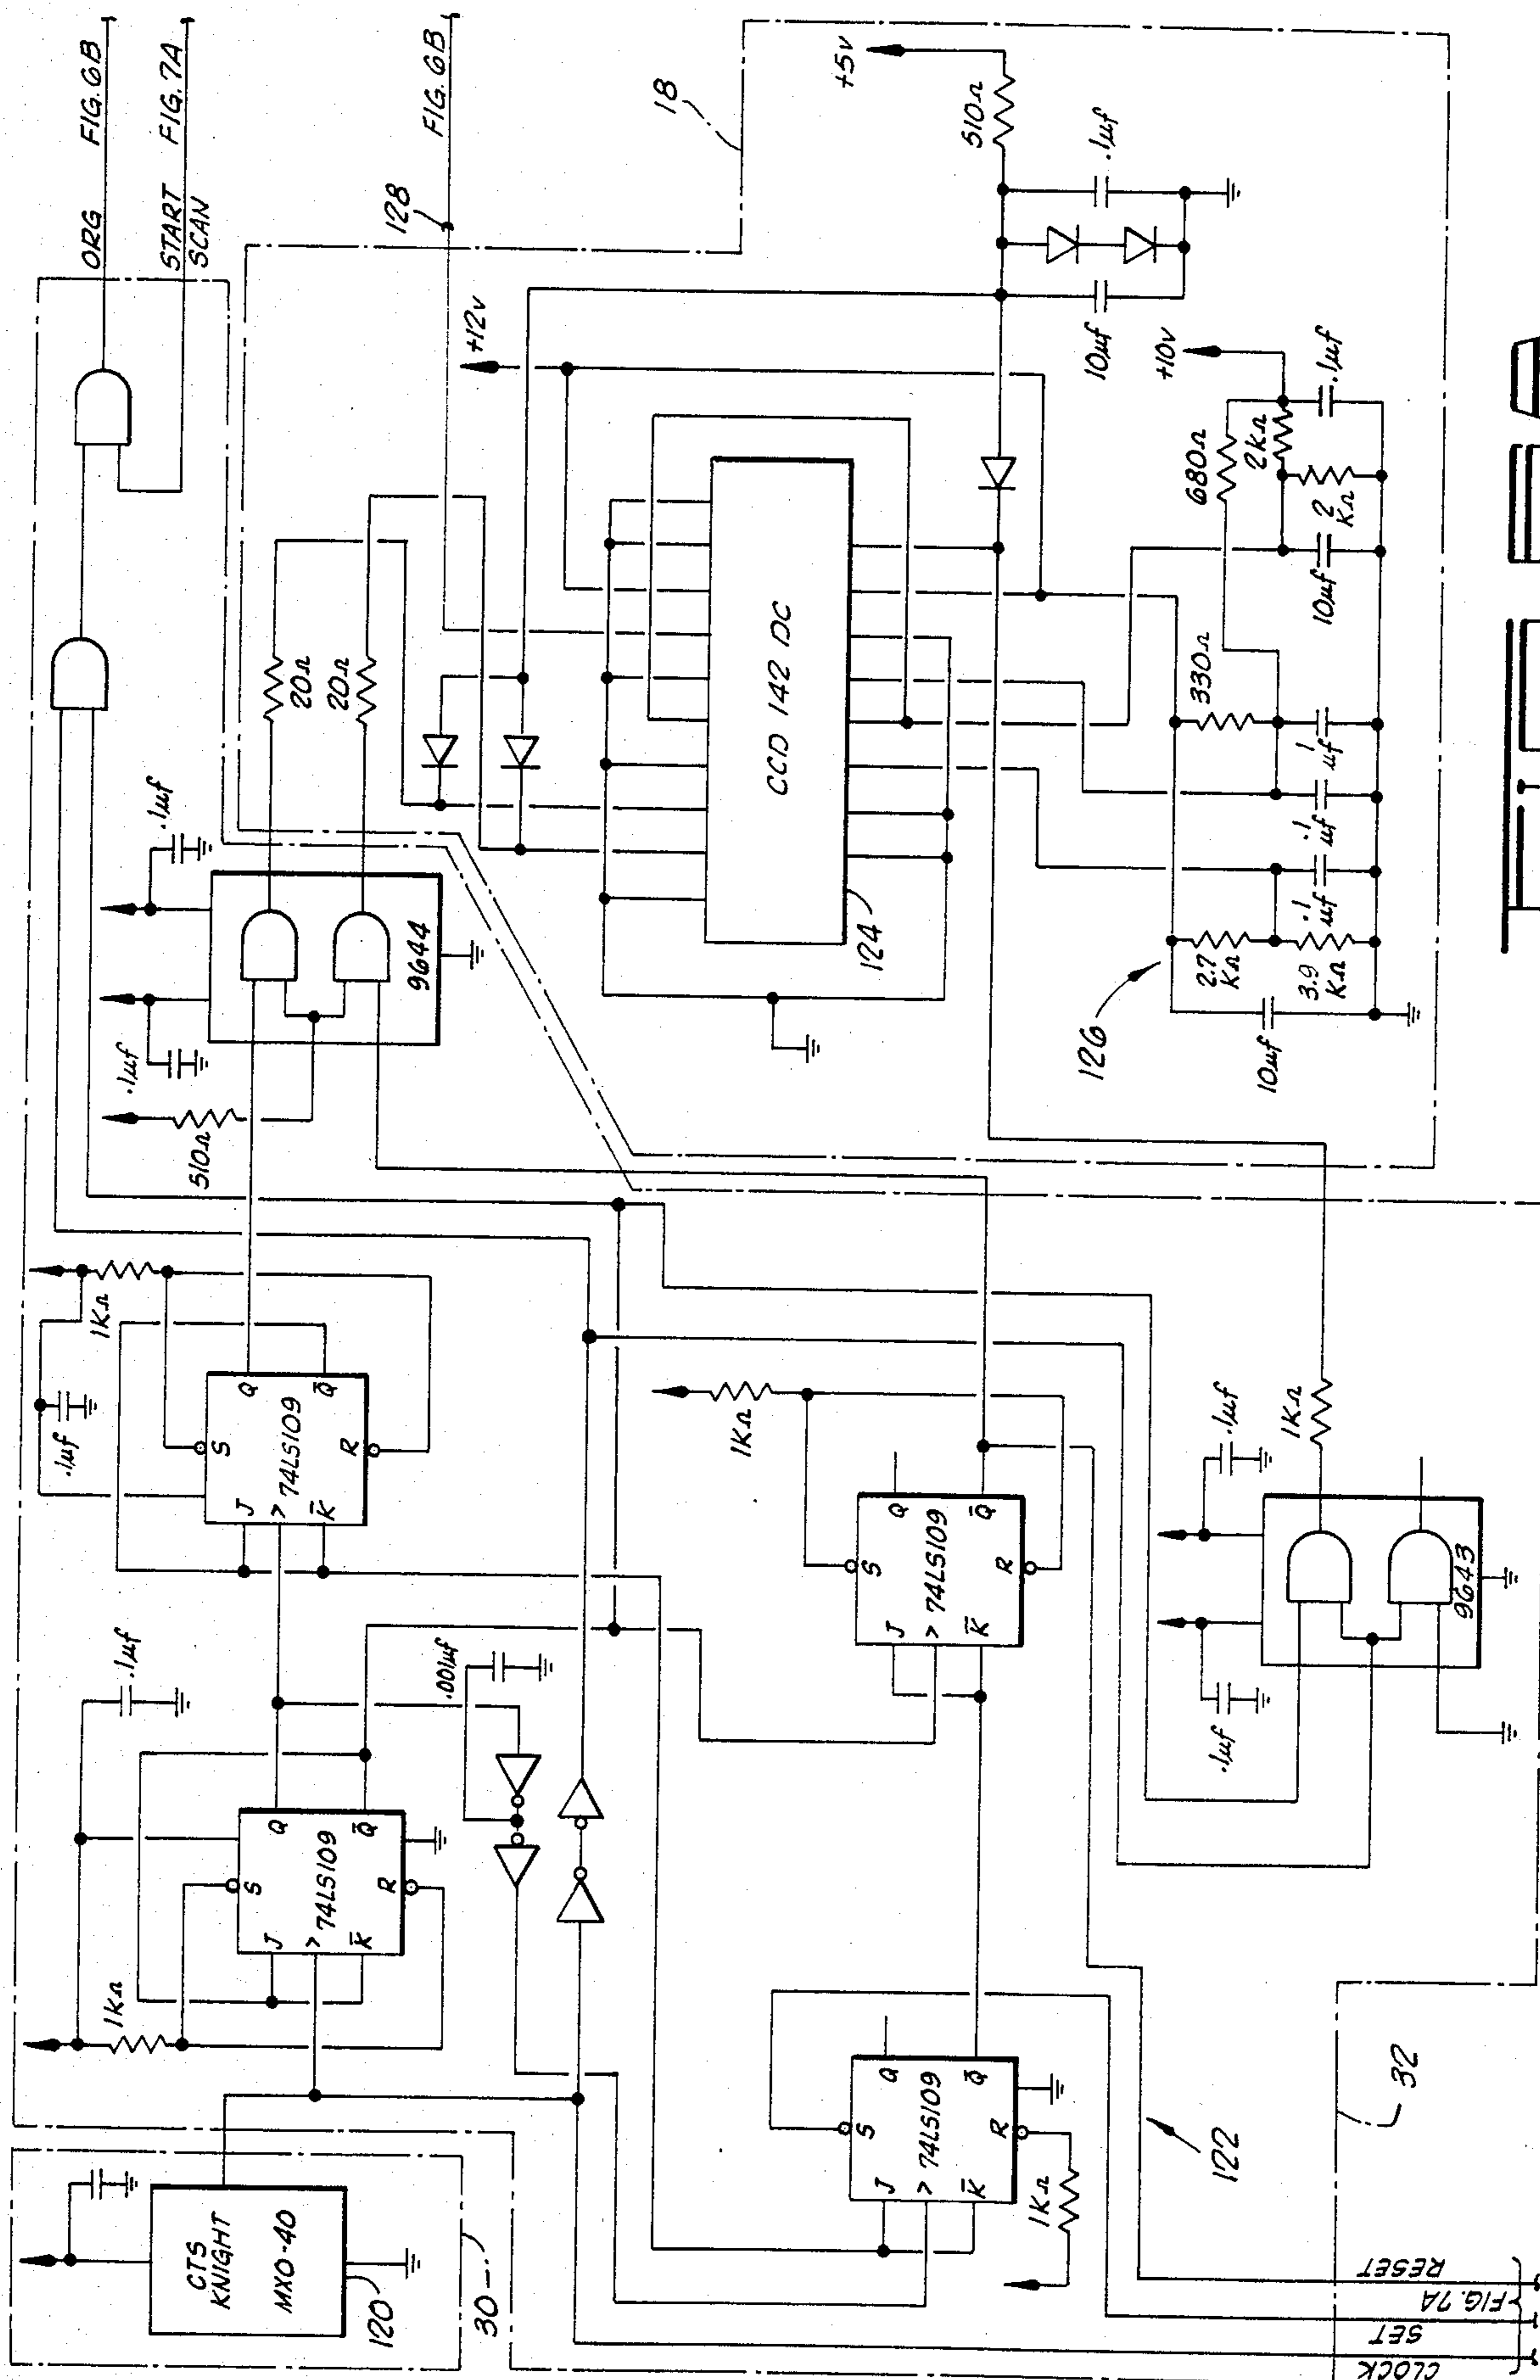 ORG FIG. 6B
START FIG. 7A
SCAN
128
FIG. 6B
18
+5v
510Ω
.1µf
10µf
+12v
+10v
20Ω
20Ω
.1µf
.1µf
510Ω
9644
CCD 142 DC
124
126
680Ω
2KΩ
2
KΩ
.1µf
10µf
330Ω
.1
µf
.1
µf
.1
µf
2.7
KΩ
3.9
KΩ
10µf
1KΩ
.1µf
J
>
K̅
S
R
Q
Q̅
74LS109
.1µf
1KΩ
J
>
K̅
S
R
Q
Q̅
74LS109
.001µf
1KΩ
J
>
K̅
S
R
Q
Q̅
74LS109
J
>
K̅
S
R
Q
Q̅
74LS109
1KΩ
1KΩ
.1µf
.1µf
9643
CTS
KNIGHT
MXO-40
120
30
122
32
RESET
FIG. 7A
SET
CLOCK